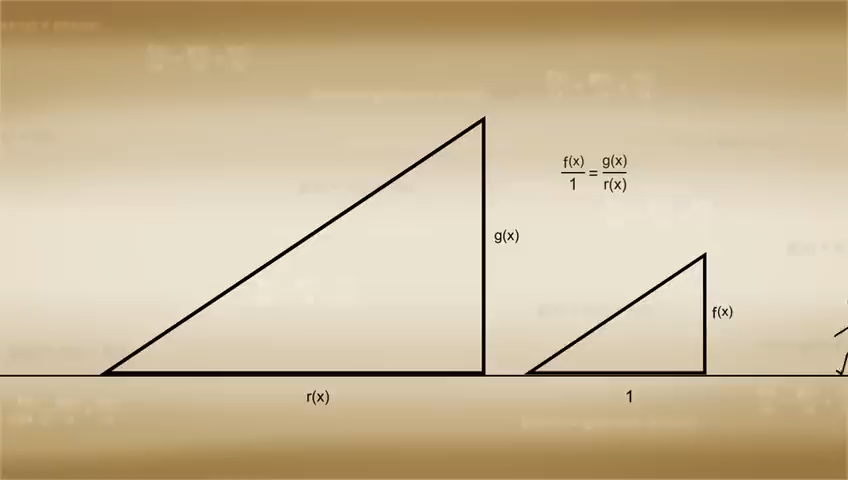 f(x)/1 = g(x)/r(x)
g(x)
f(x)
r(x)
1